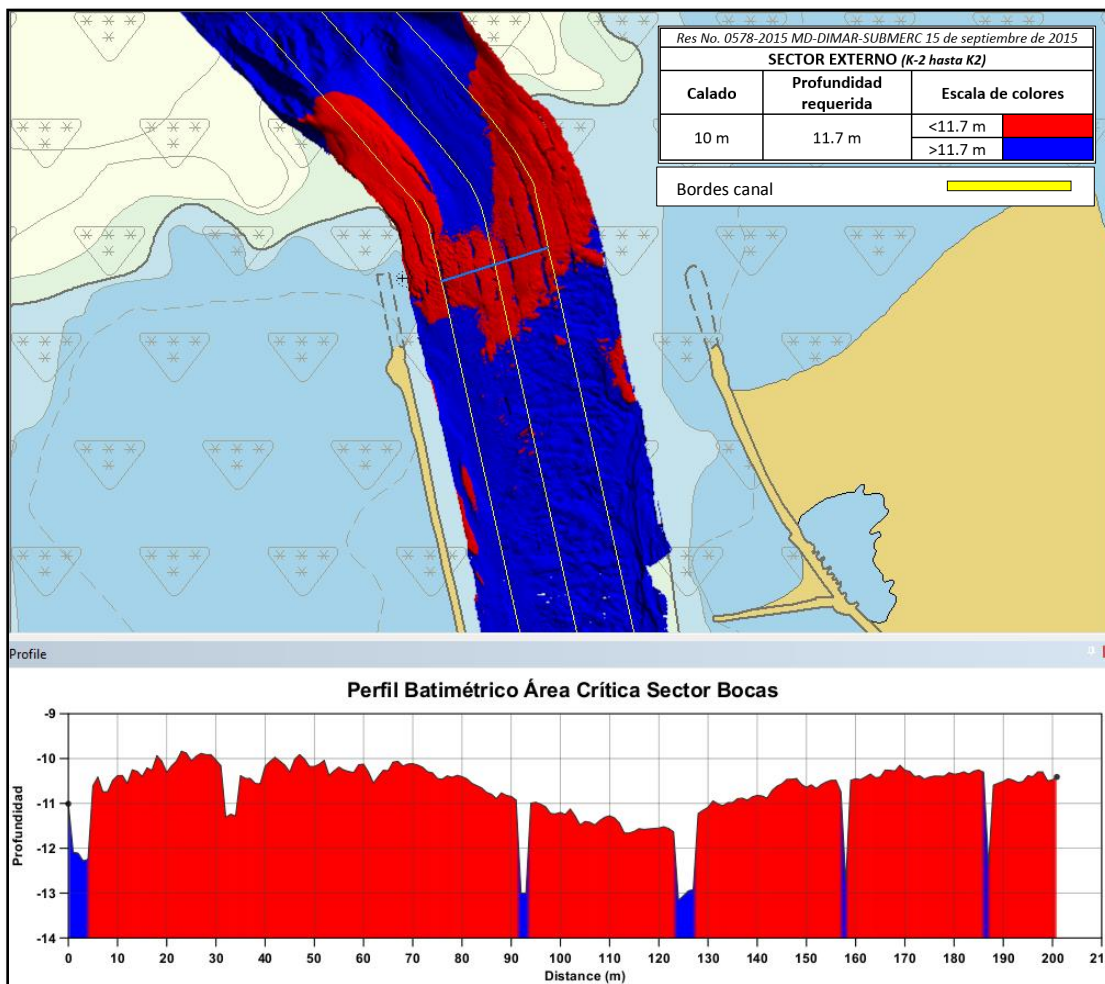 Res No. 0578-2015 MD-DIMAR-SUBMERC 15 de septiembre de 2015
SECTOR EXTERNO (K-2 hasta K2)
Calado Profundidad requerida Escala de colores
10 m 11.7 m <11.7 m
>11.7 m
Bordes canal
Profile
Perfil Batimétrico Área Crítica Sector Bocas
Profundidad
-9
-10
-11
-12
-13
-14
0 10 20 30 40 50 60 70 80 90 100 110 120 130 140 150 160 170 180 190 200 21
Distance (m)